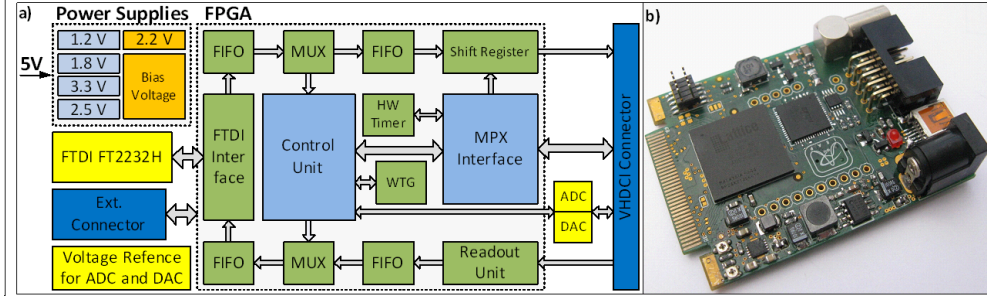 a)
Power Supplies
FPGA
b)
5V
1.2 V
2.2 V
1.8 V
3.3 V
2.5 V
Bias
Voltage
FTDI FT2232H
Ext.
Connector
Voltage Refence
for ADC and DAC
FIFO
MUX
FIFO
Shift Register
FTDI
Inter
face
Control
Unit
HW
Timer
MPX
Interface
WTG
ADC
DAC
FIFO
MUX
FIFO
Readout
Unit
VHDCI Connector
Lattice